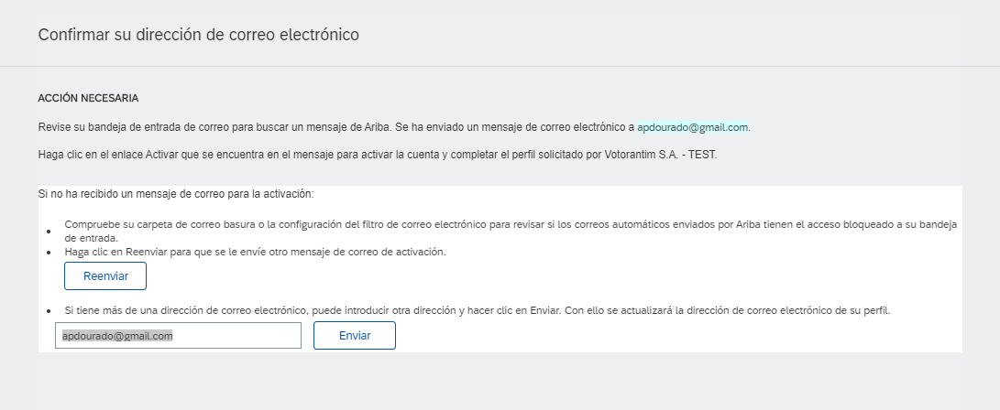 Confirmar su dirección de correo electrónico
ACCIÓN NECESARIA
Revise su bandeja de entrada de correo para buscar un mensaje de Ariba. Se ha enviado un mensaje de correo electrónico a apdourado@gmail.com.
Haga clic en el enlace Activar que se encuentra en el mensaje para activar la cuenta y completar el perfil solicitado por Votorantim S.A. - TEST.
Si no ha recibido un mensaje de correo para la activación:
• Compruebe su carpeta de correo basura o la configuración del filtro de correo electrónico para revisar si los correos automáticos enviados por Ariba tienen el acceso bloqueado a su bandeja
de entrada.
• Haga clic en Reenviar para que se le envíe otro mensaje de correo de activación.
Reenviar
• Si tiene más de una dirección de correo electrónico, puede introducir otra dirección y hacer clic en Enviar. Con ello se actualizará la dirección de correo electrónico de su perfil.
apdourado@gmail.com Enviar